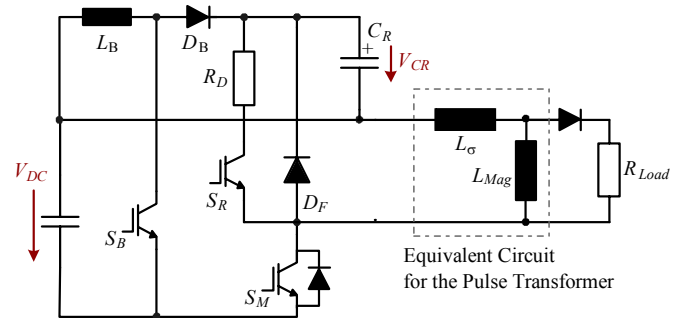 L_B
D_B
C_R
+
V_CR
R_D
L_σ
L_Mag
R_Load
V_DC
S_R
D_F
S_B
S_M
Equivalent Circuit
for the Pulse Transformer